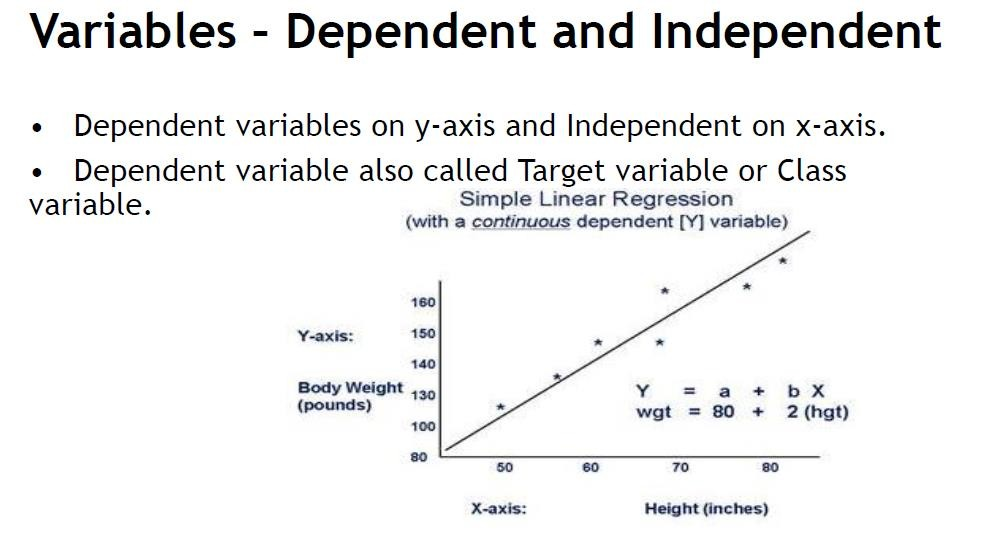 Variables - Dependent and Independent
• Dependent variables on y-axis and Independent on x-axis.
• Dependent variable also called Target variable or Class
variable.
Simple Linear Regression
(with a continuous dependent [Y] variable)
160
Y-axis:
150
140
Body Weight
(pounds)
130
100
80
Y = a + b X
wgt = 80 + 2 (hgt)
50 60 70 80
X-axis: Height (inches)